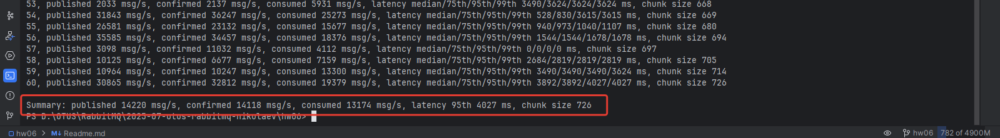 53, published 2033 msg/s, confirmed 2137 msg/s, consumed 5931 msg/s, latency median/75th/95th/99th 3490/3624/3624/3624 ms, chunk size 668
54, published 31843 msg/s, confirmed 36247 msg/s, consumed 25273 msg/s, latency median/75th/95th/99th 528/830/3615/3615 ms, chunk size 669
55, published 26581 msg/s, confirmed 23132 msg/s, consumed 15677 msg/s, latency median/75th/95th/99th 940/973/1040/1107 ms, chunk size 680
56, published 35585 msg/s, confirmed 34457 msg/s, consumed 18376 msg/s, latency median/75th/95th/99th 1544/1544/1678/1678 ms, chunk size 694
57, published 3098 msg/s, confirmed 11032 msg/s, consumed 4112 msg/s, latency median/75th/95th/99th 0/0/0/0 ms, chunk size 697
58, published 10125 msg/s, confirmed 6677 msg/s, consumed 7159 msg/s, latency median/75th/95th/99th 2684/2819/2819/2819 ms, chunk size 705
59, published 10964 msg/s, confirmed 10247 msg/s, consumed 13300 msg/s, latency median/75th/95th/99th 3490/3490/3490/3624 ms, chunk size 714
60, published 30865 msg/s, confirmed 32812 msg/s, consumed 19379 msg/s, latency median/75th/95th/99th 3892/3892/4027/4027 ms, chunk size 726
Summary: published 14220 msg/s, confirmed 14118 msg/s, consumed 13174 msg/s, latency 95th 4027 ms, chunk size 726
PS D:\OTUS\RabbitMQ\2025-07-otus-rabbitmq-nikolaev\hw06>
hw06 > M↓ Readme.md
hw06 782 of 4900M